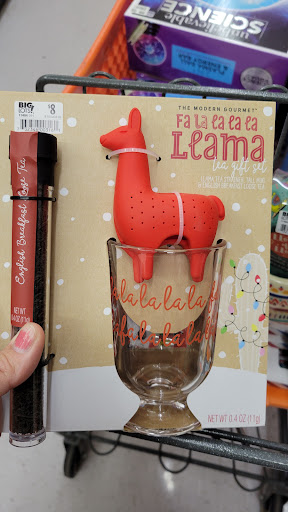 unbelievable
SCIENCE
BIG
LOTS!
$8
THE MODERN GOURMET
Fa la la la la
Llama
tea gift set
English Breakfast Loose Tea
NET WT
0.4 OZ (11g)
falalalala
falalalala
NET WT 0.4 OZ (11g)